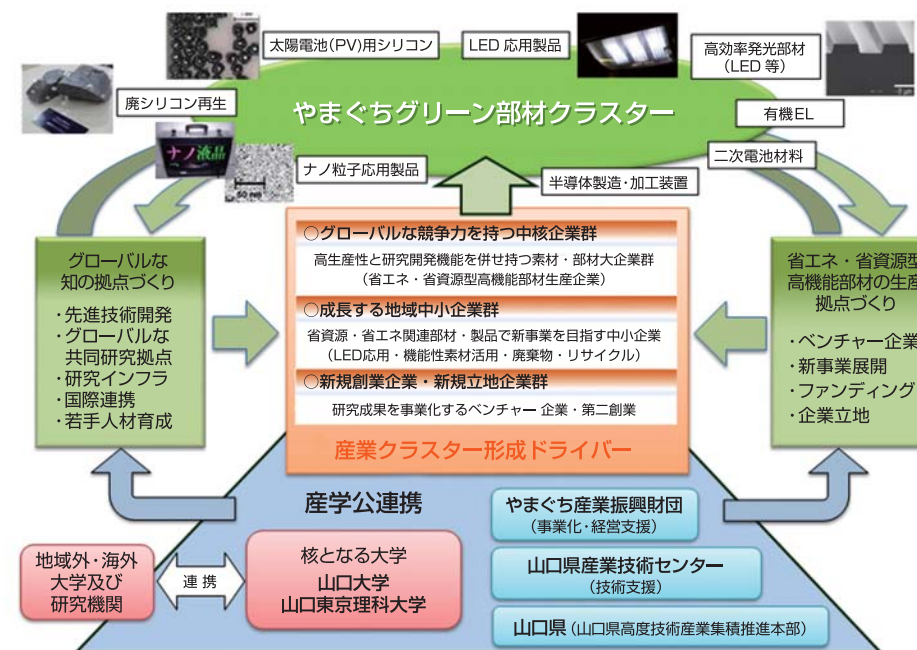 太陽電池(PV)用シリコン
LED 応用製品
高効率発光部材
(LED 等)
廃シリコン再生
やまぐちグリーン部材クラスター
有機EL
ナノ液晶
50 nm
ナノ粒子応用製品
半導体製造・加工装置
二次電池材料
グローバルな
知の拠点づくり
・先進技術開発
・グローバルな
共同研究拠点
・研究インフラ
・国際連携
・若手人材育成
○グローバルな競争力を持つ中核企業群
高生産性と研究開発機能を併せ持つ素材・部材大企業群
(省エネ・省資源型高機能部材生産企業)
○成長する地域中小企業群
省資源・省エネ関連部材・製品で新事業を目指す中小企業
(LED応用・機能性素材活用・廃棄物・リサイクル)
○新規創業企業・新規立地企業群
研究成果を事業化するベンチャー 企業・第二創業
産業クラスター形成ドライバー
省エネ・省資源型
高機能部材の生産
拠点づくり
・ベンチャー企業
・新事業展開
・ファンディング
・企業立地
産学公連携
地域外・海外
大学及び
研究機関
連 携
核となる大学
山口大学
山口東京理科大学
やまぐち産業振興財団
(事業化・経営支援)
山口県産業技術センター
(技術支援)
山口県 (山口県高度技術産業集積推進本部)